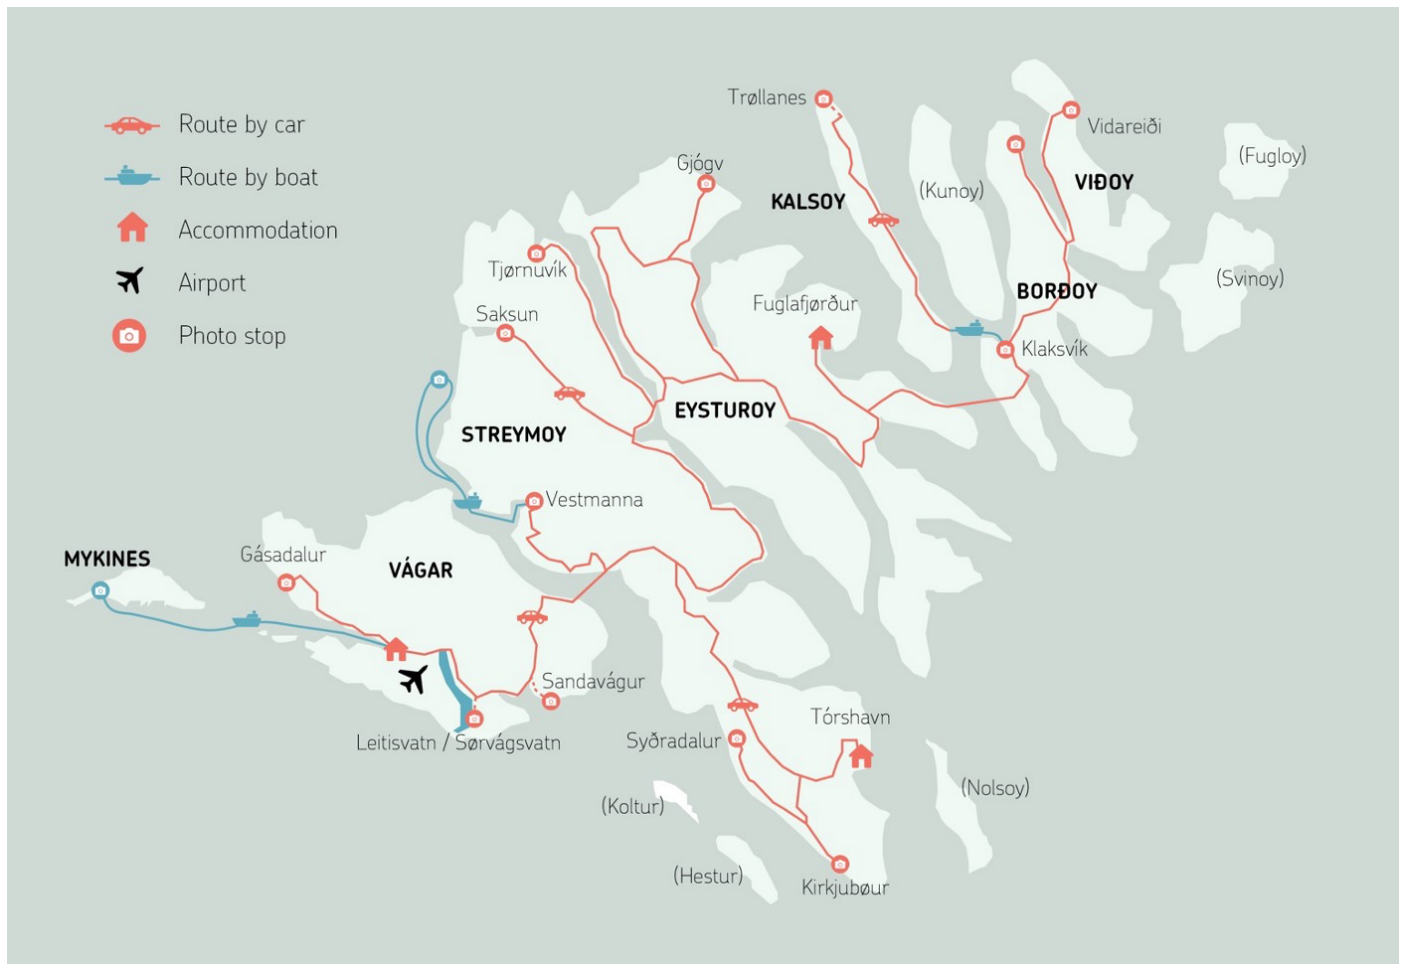 Route by car
Route by boat
Accommodation
Airport
Photo stop
Trøllanes
Vidareiði
(Fugloy)
Gjógv
KALSOY
(Kunoy)
VIÐOY
Tjørnuvík
(Svinoy)
Fuglafjørður
BORÐOY
Saksun
Klaksvík
EYSTUROY
STREYMOY
Vestmanna
MYKINES
Gásadalur
VÁGAR
Sandavágur
Leitisvatn / Sørvágsvatn
Tórshavn
Syðradalur
(Koltur)
(Nolsoy)
(Hestur)
Kirkjubøur